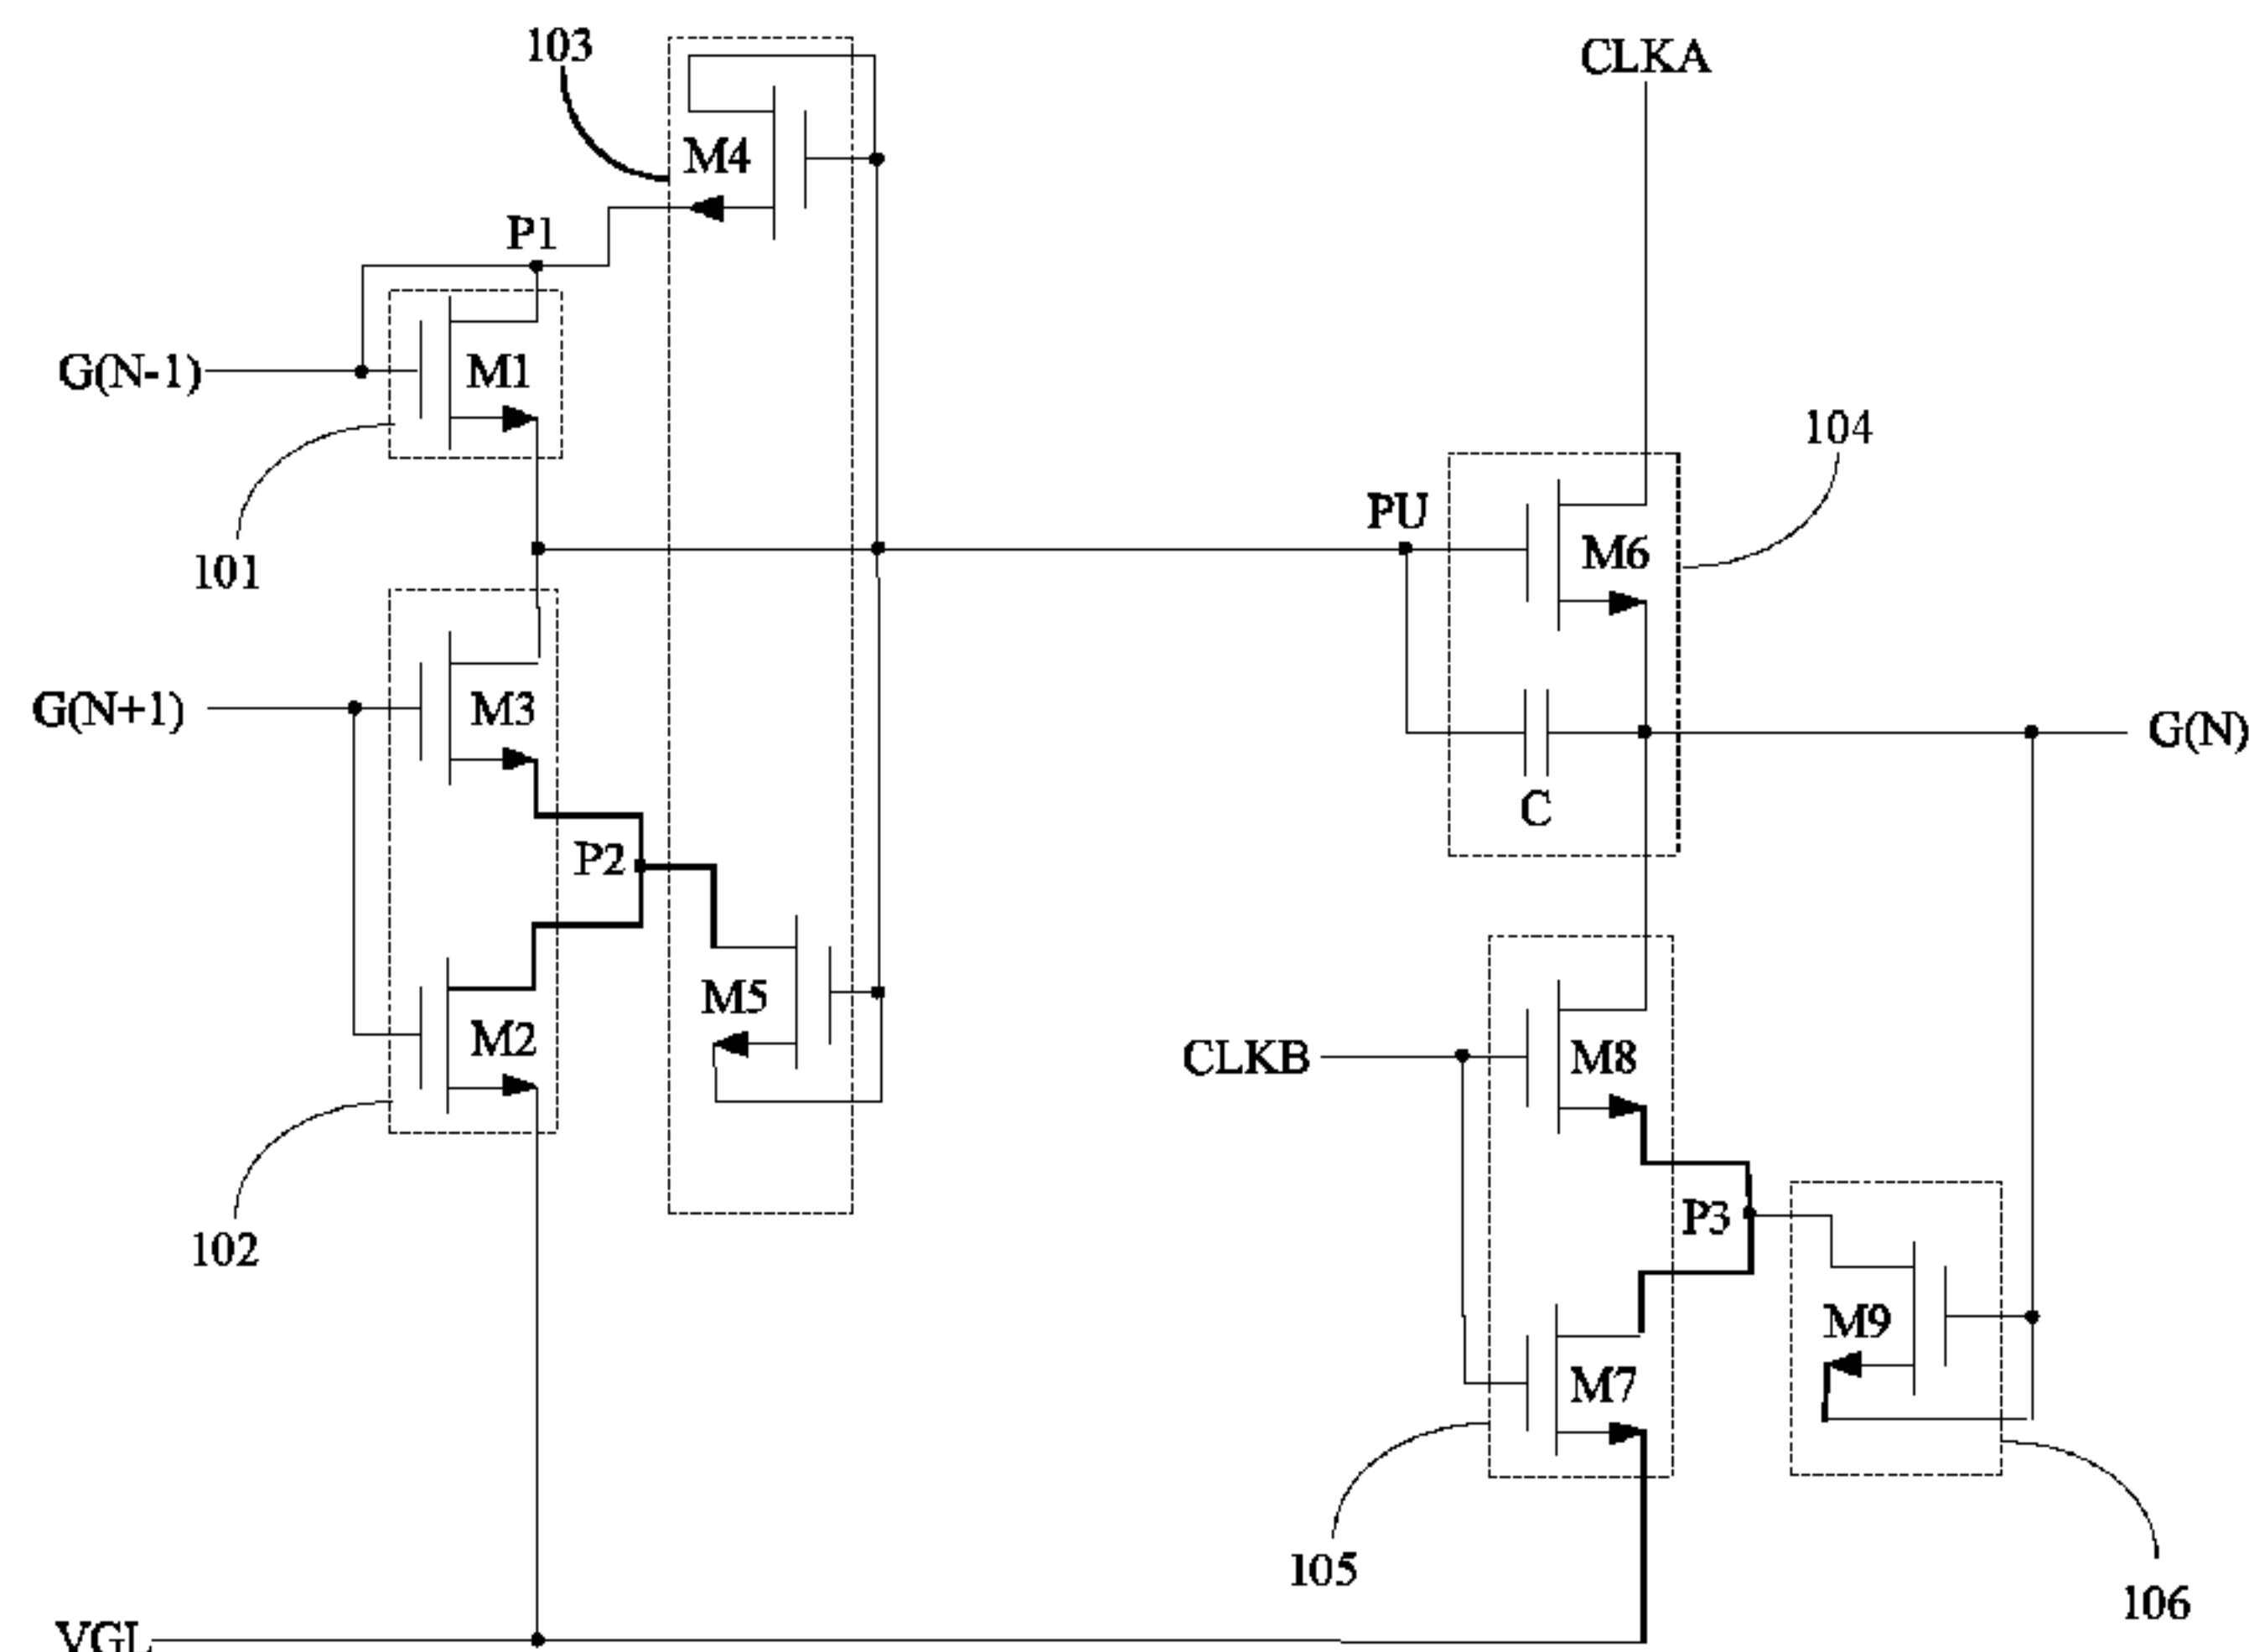 103
CLKA
M4
P1
G(N-1)
M1
104
PU
101
M6
G(N+1)
M3
G(N)
C
P2
M5
M2
CLKB
M8
102
P3
M9
M7
105
106
VGL